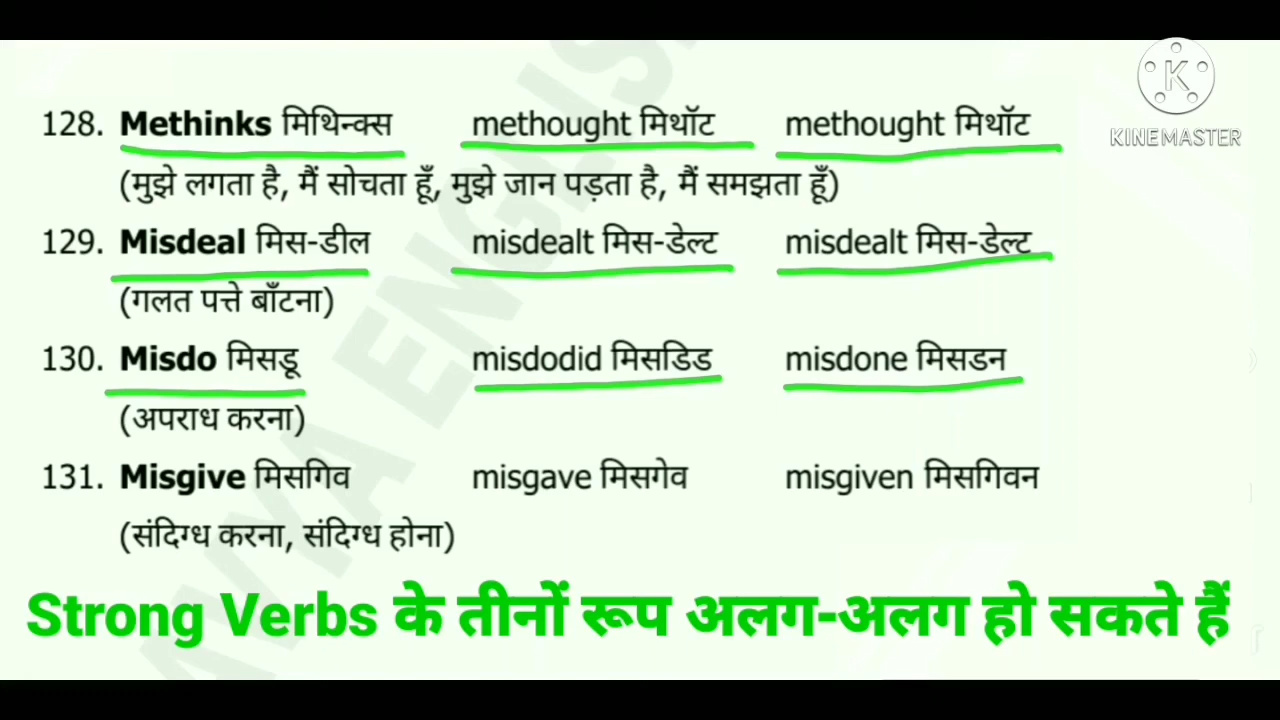 128. Methinks मिथिन्क्स methought मिथॉट methought मिथॉट
KINEMASTER
(मुझे लगता है, मैं सोचता हूँ, मुझे जान पड़ता है, मैं समझता हूँ)
129. Misdeal मिस-डील misdealt मिस-डेल्ट misdealt मिस-डेल्ट
(गलत पत्ते बाँटना)
130. Misdo मिसडू misdodid मिसडिड misdone मिसडन
(अपराध करना)
131. Misgive मिसगिव misgave मिसगेव misgiven मिसगिवन
(संदिग्ध करना, संदिग्ध होना)
Strong Verbs के तीनों रूप अलग-अलग हो सकते हैं